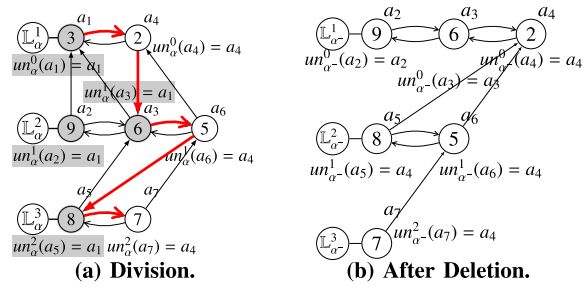 a₁ a₄
𝕃¹α 3 2
un⁰α(a₁) = a₁ un⁰α(a₄) = a₄
un¹α(a₃) = a₁
a₂ a₃ a₆
𝕃²α 9 6 5
un¹α(a₂) = a₁ un¹α(a₆) = a₄
a₅ a₇
𝕃³α 8 7
un²α(a₅) = a₁ un²α(a₇) = a₄
(a) Division.
a₂ a₃ a₄
𝕃¹α⁻ 9 6 2
un⁰α⁻(a₂) = a₂ un⁰α⁻(a₄) = a₄
un⁰α⁻(a₃) = a₃
a₅ a₆
𝕃²α⁻ 8 5
un¹α⁻(a₅) = a₄ un¹α⁻(a₆) = a₄
a₇
𝕃³α⁻ 7 un²α⁻(a₇) = a₄
(b) After Deletion.